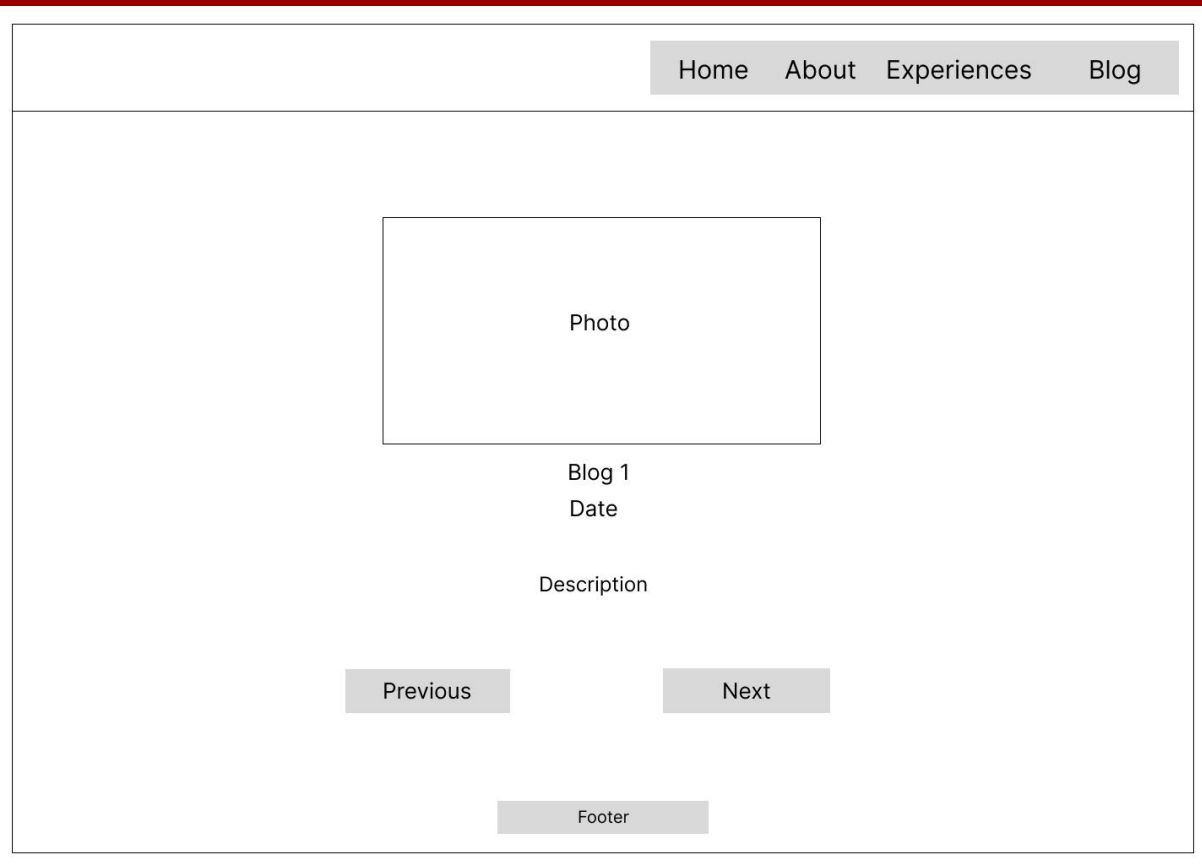 Home About Experiences Blog
Photo
Blog 1
Date
Description
Previous Next
Footer